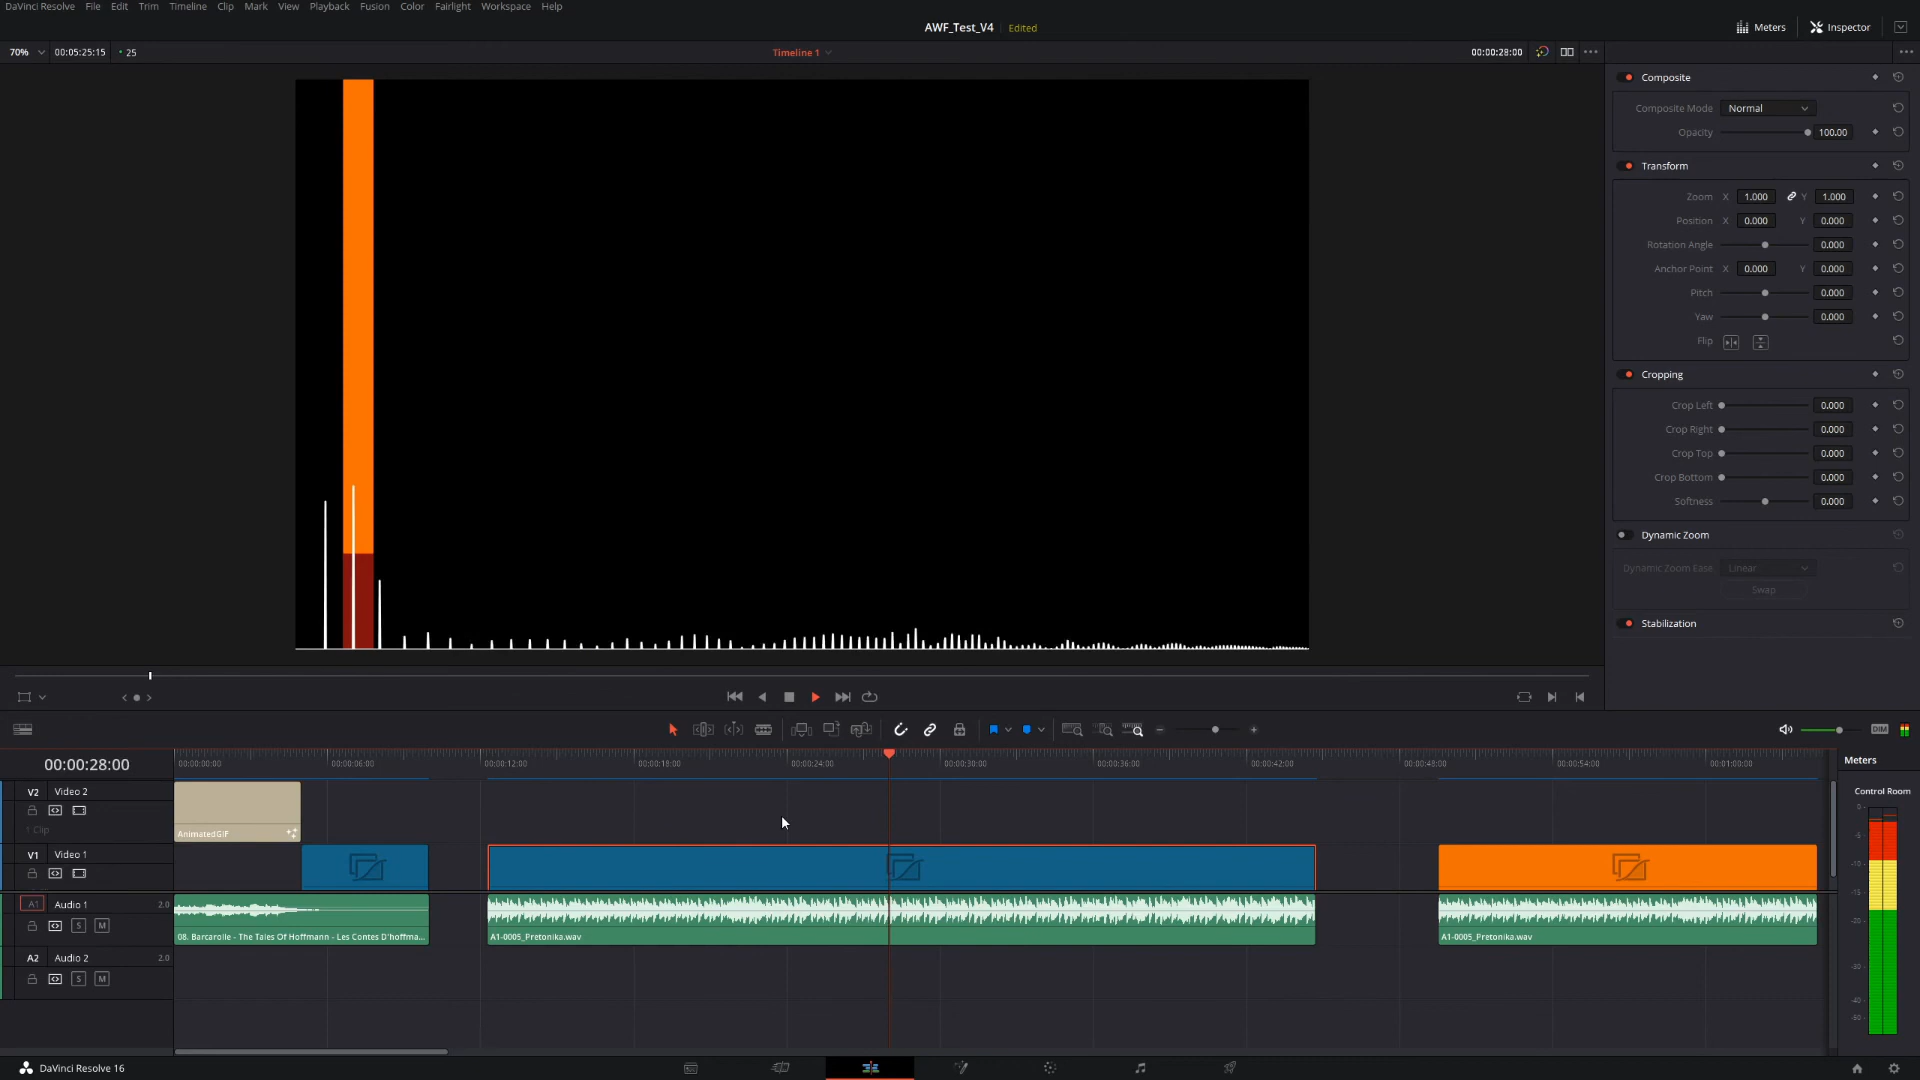 DaVinci Resolve File Edit Trim Timeline Clip Mark View Playback Fusion Color Fairlight Workspace Help
AWF_Test_V4 Edited
Meters Inspector
70% 00:05:25:15 25 Timeline 1 00:00:28:00
Composite
Composite Mode Normal
Opacity 100.00
Transform
Zoom X 1.000 Y 1.000
Position X 0.000 Y 0.000
Rotation Angle 0.000
Anchor Point X 0.000 Y 0.000
Pitch 0.000
Yaw 0.000
Flip
Cropping
Crop Left 0.000
Crop Right 0.000
Crop Top 0.000
Crop Bottom 0.000
Softness 0.000
Dynamic Zoom
Dynamic Zoom Ease Linear
Swap
Stabilization
DIM
00:00:28:00 00:00:00:00 00:00:06:00 00:00:12:00 00:00:18:00 00:00:24:00 00:00:30:00 00:00:36:00 00:00:42:00 00:00:48:00 00:00:54:00 00:01:00:00
Meters
Control Room
V2 Video 2
1 Clip
AnimatedGIF
V1 Video 1
A1 Audio 1 2.0
S M
08. Barcarolle - The Tales Of Hoffmann - Les Contes D'hoffma...
A1-0005_Pretonika.wav
A1-0005_Pretonika.wav
A2 Audio 2 2.0
S M
0
-5
-10
-15
-20
-30
-40
-50
DaVinci Resolve 16